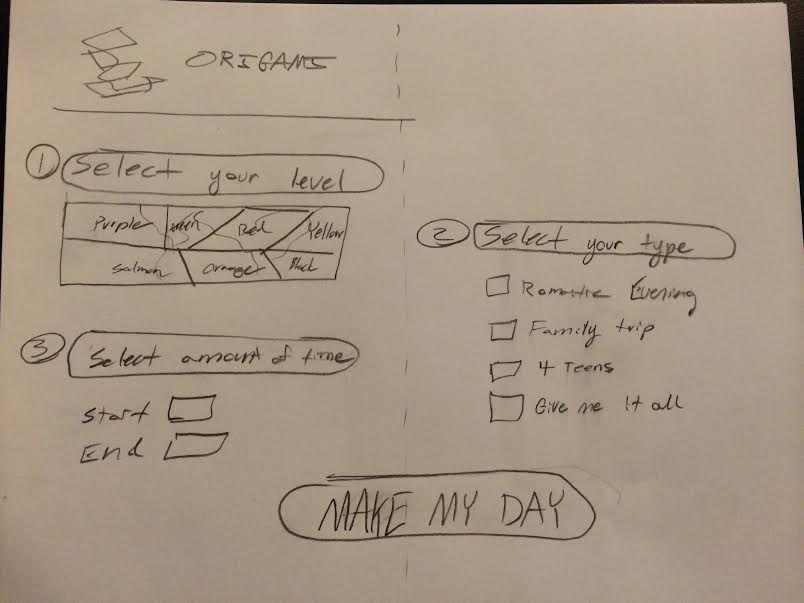 ORIGAMI
1 Select your level
Purple Green Red Yellow
Salmon Orange Black
2 Select your type
Romantic Evening
Family trip
4 Teens
Give me it all
3 Select amount of time
Start
End
MAKE MY DAY